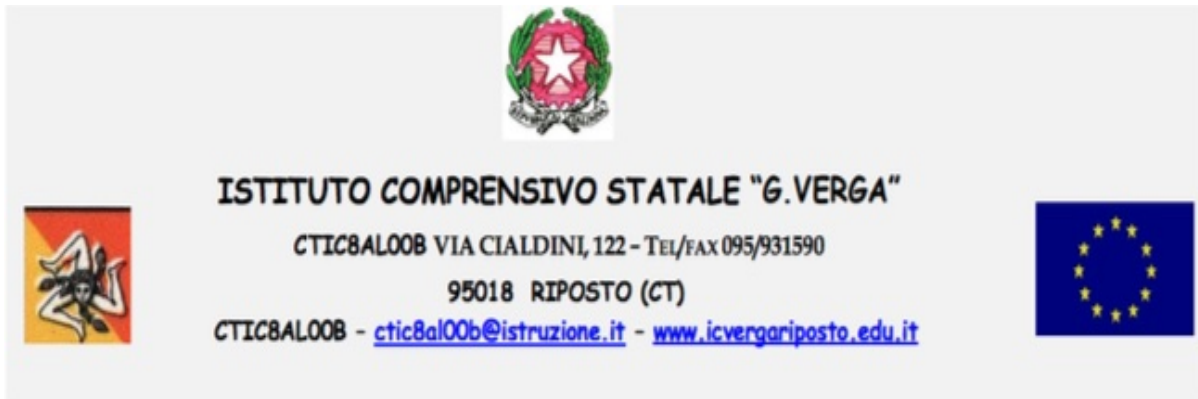 ISTITUTO COMPRENSIVO STATALE “G.VERGA”
CTIC8AL00B VIA CIALDINI, 122 – TEL/FAX 095/931590
95018 RIPOSTO (CT)
CTIC8AL00B – ctic8al00b@istruzione.it – www.icvergariposto.edu.it